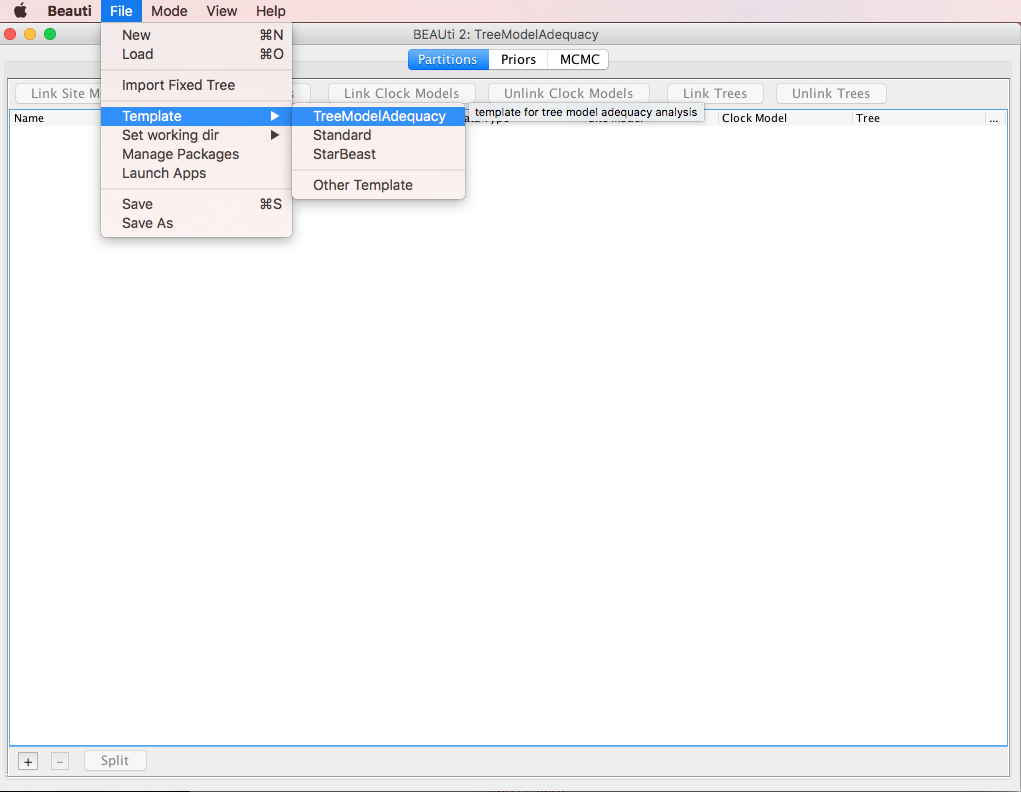 Beauti File Mode View Help
BEAUti 2: TreeModelAdequacy
New ⌘N
Load ⌘O
Import Fixed Tree
Template ▶
Set working dir ▶
Manage Packages
Launch Apps
Save ⌘S
Save As
TreeModelAdequacy
Standard
StarBeast
Other Template
template for tree model adequacy analysis
Partitions Priors MCMC
Link Site M
Link Clock Models Unlink Clock Models Link Trees Unlink Trees
Name Clock Model Tree ...
+ - Split